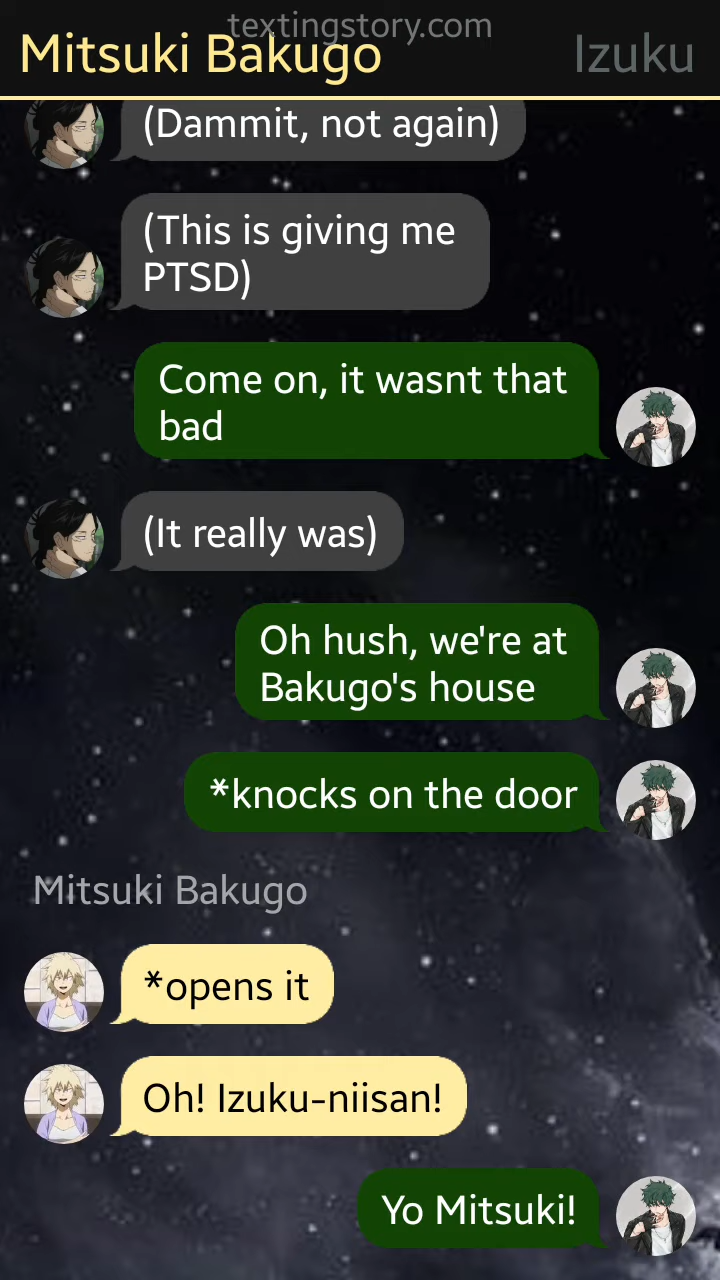 textingstory.com
Mitsuki Bakugo
Izuku
(Dammit, not again)
(This is giving me
PTSD)
Come on, it wasnt that
bad
(It really was)
Oh hush, we're at
Bakugo's house
*knocks on the door
Mitsuki Bakugo
*opens it
Oh! Izuku-niisan!
Yo Mitsuki!